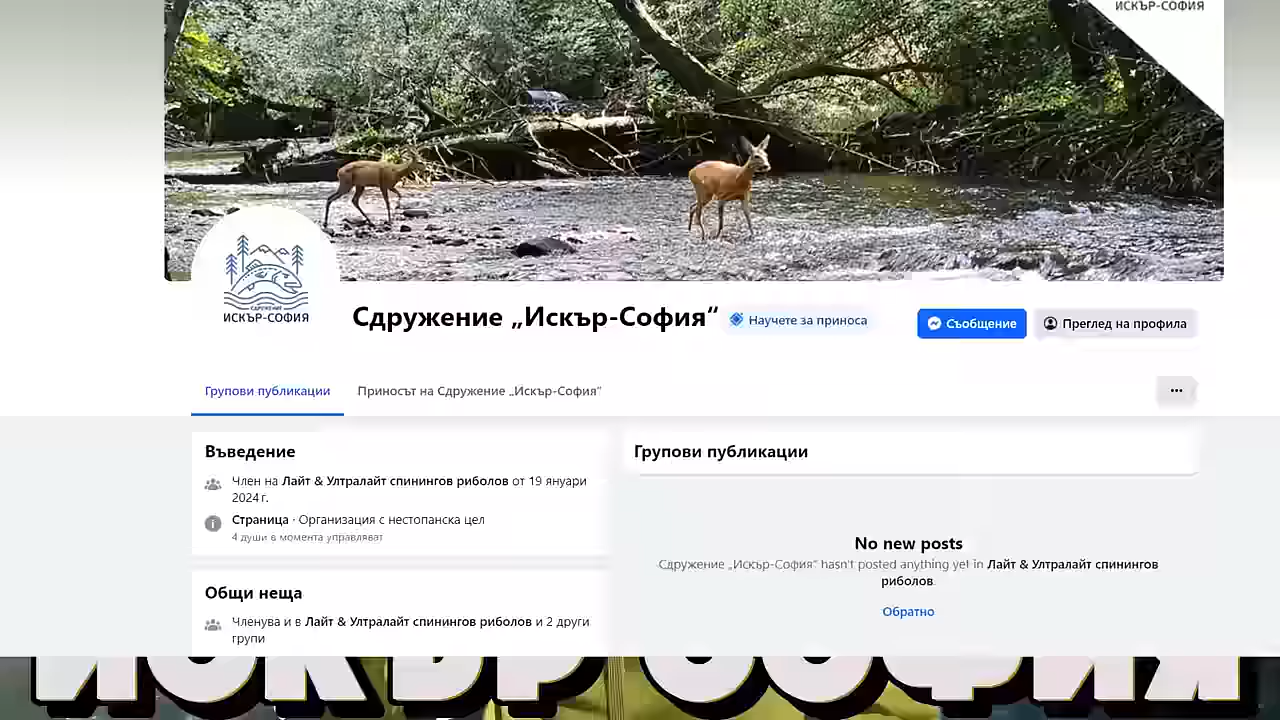 ИСКЪР-СОФИЯ
СДРУЖЕНИЕ
ИСКЪР-СОФИЯ
Сдружение „Искър-София“
Научете за приноса
Съобщение
Преглед на профила
Групови публикации
Приносът на Сдружение „Искър-София“
Въведение
Член на Лайт & Ултралайт спинингов риболов от 19 януари
2024 г.
Страница · Организация с нестопанска цел
4 души в момента управляват
Общи неща
Членува и в Лайт & Ултралайт спинингов риболов и 2 други
групи
Групови публикации
No new posts
Сдружение „Искър-София“ hasn't posted anything yet in Лайт & Ултралайт спинингов
риболов.
Обратно
ИСКЪР СОФИЯ